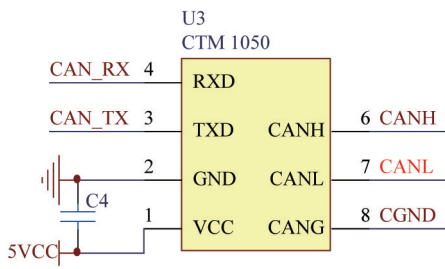 U3
CTM 1050
CAN_RX 4 RXD
CAN_TX 3 TXD CANH 6 CANH
2 GND CANL 7 CANL
C4
1 VCC CANG 8 CGND
5VCC